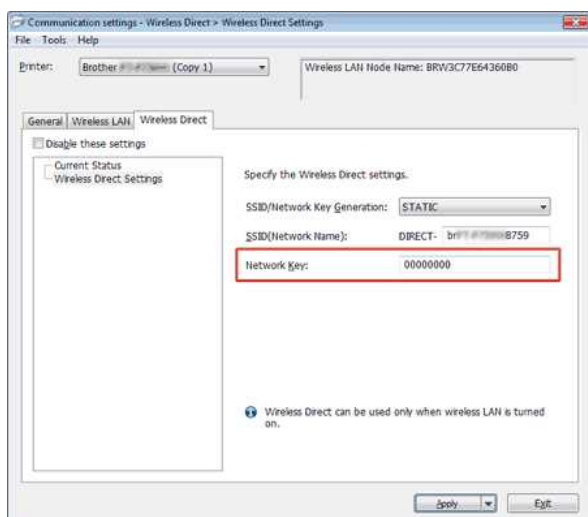 Communication settings - Wireless Direct > Wireless Direct Settings
File Tools Help
Printer: Brother (Copy 1)
Wireless LAN Node Name: BRW3C77E64360B0
General Wireless LAN Wireless Direct
Disable these settings
Current Status
Wireless Direct Settings
Specify the Wireless Direct settings.
SSID/Network Key Generation: STATIC
SSID(Network Name): DIRECT- br 8759
Network Key: 00000000
Wireless Direct can be used only when wireless LAN is turned
on.
Apply Exit